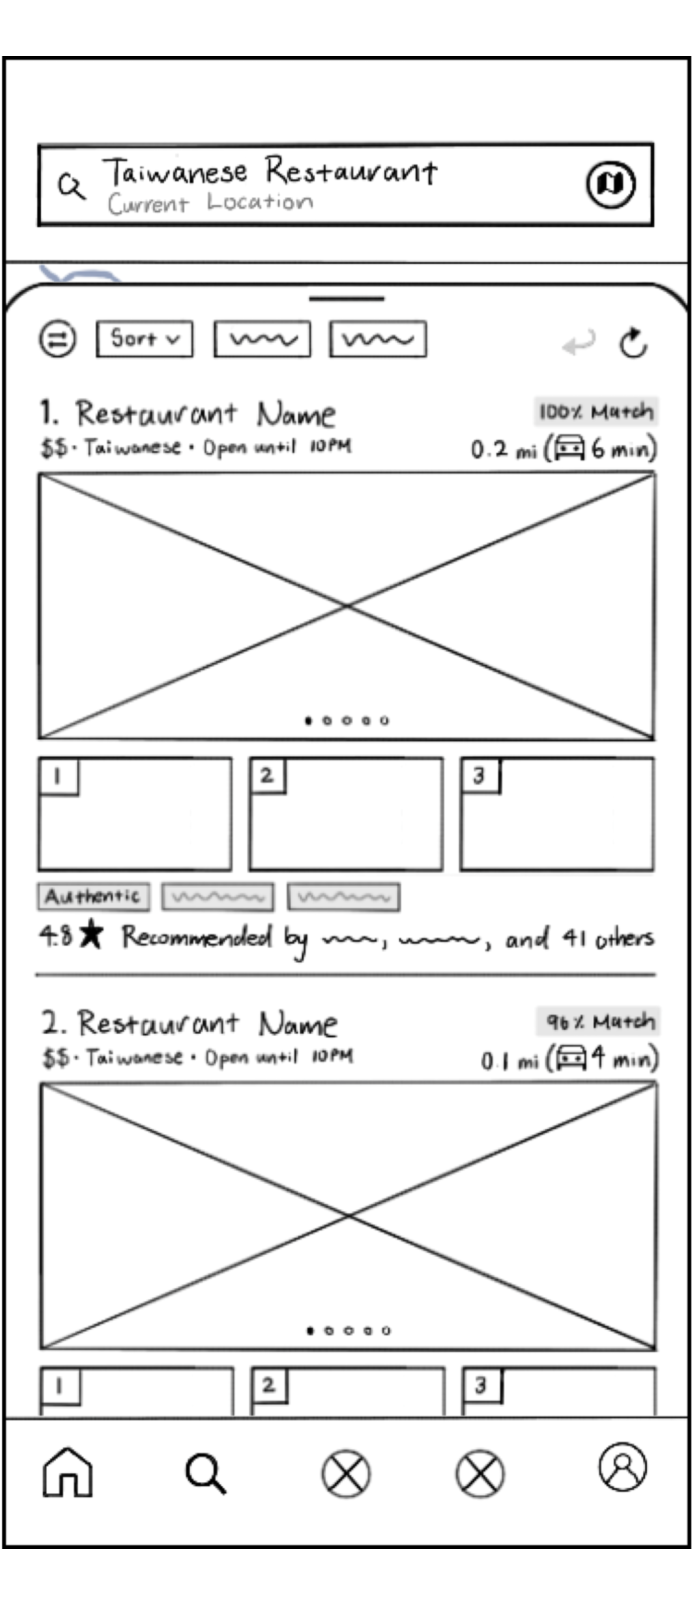 Taiwanese Restaurant
Current Location
Sort
1. Restaurant Name
100% Match
$$ · Taiwanese · Open until 10PM
0.2 mi (6 min)
1
2
3
Authentic
4.8 ★ Recommended by , , and 41 others
2. Restaurant Name
96% Match
$$ · Taiwanese · Open until 10PM
0.1 mi (4 min)
1
2
3